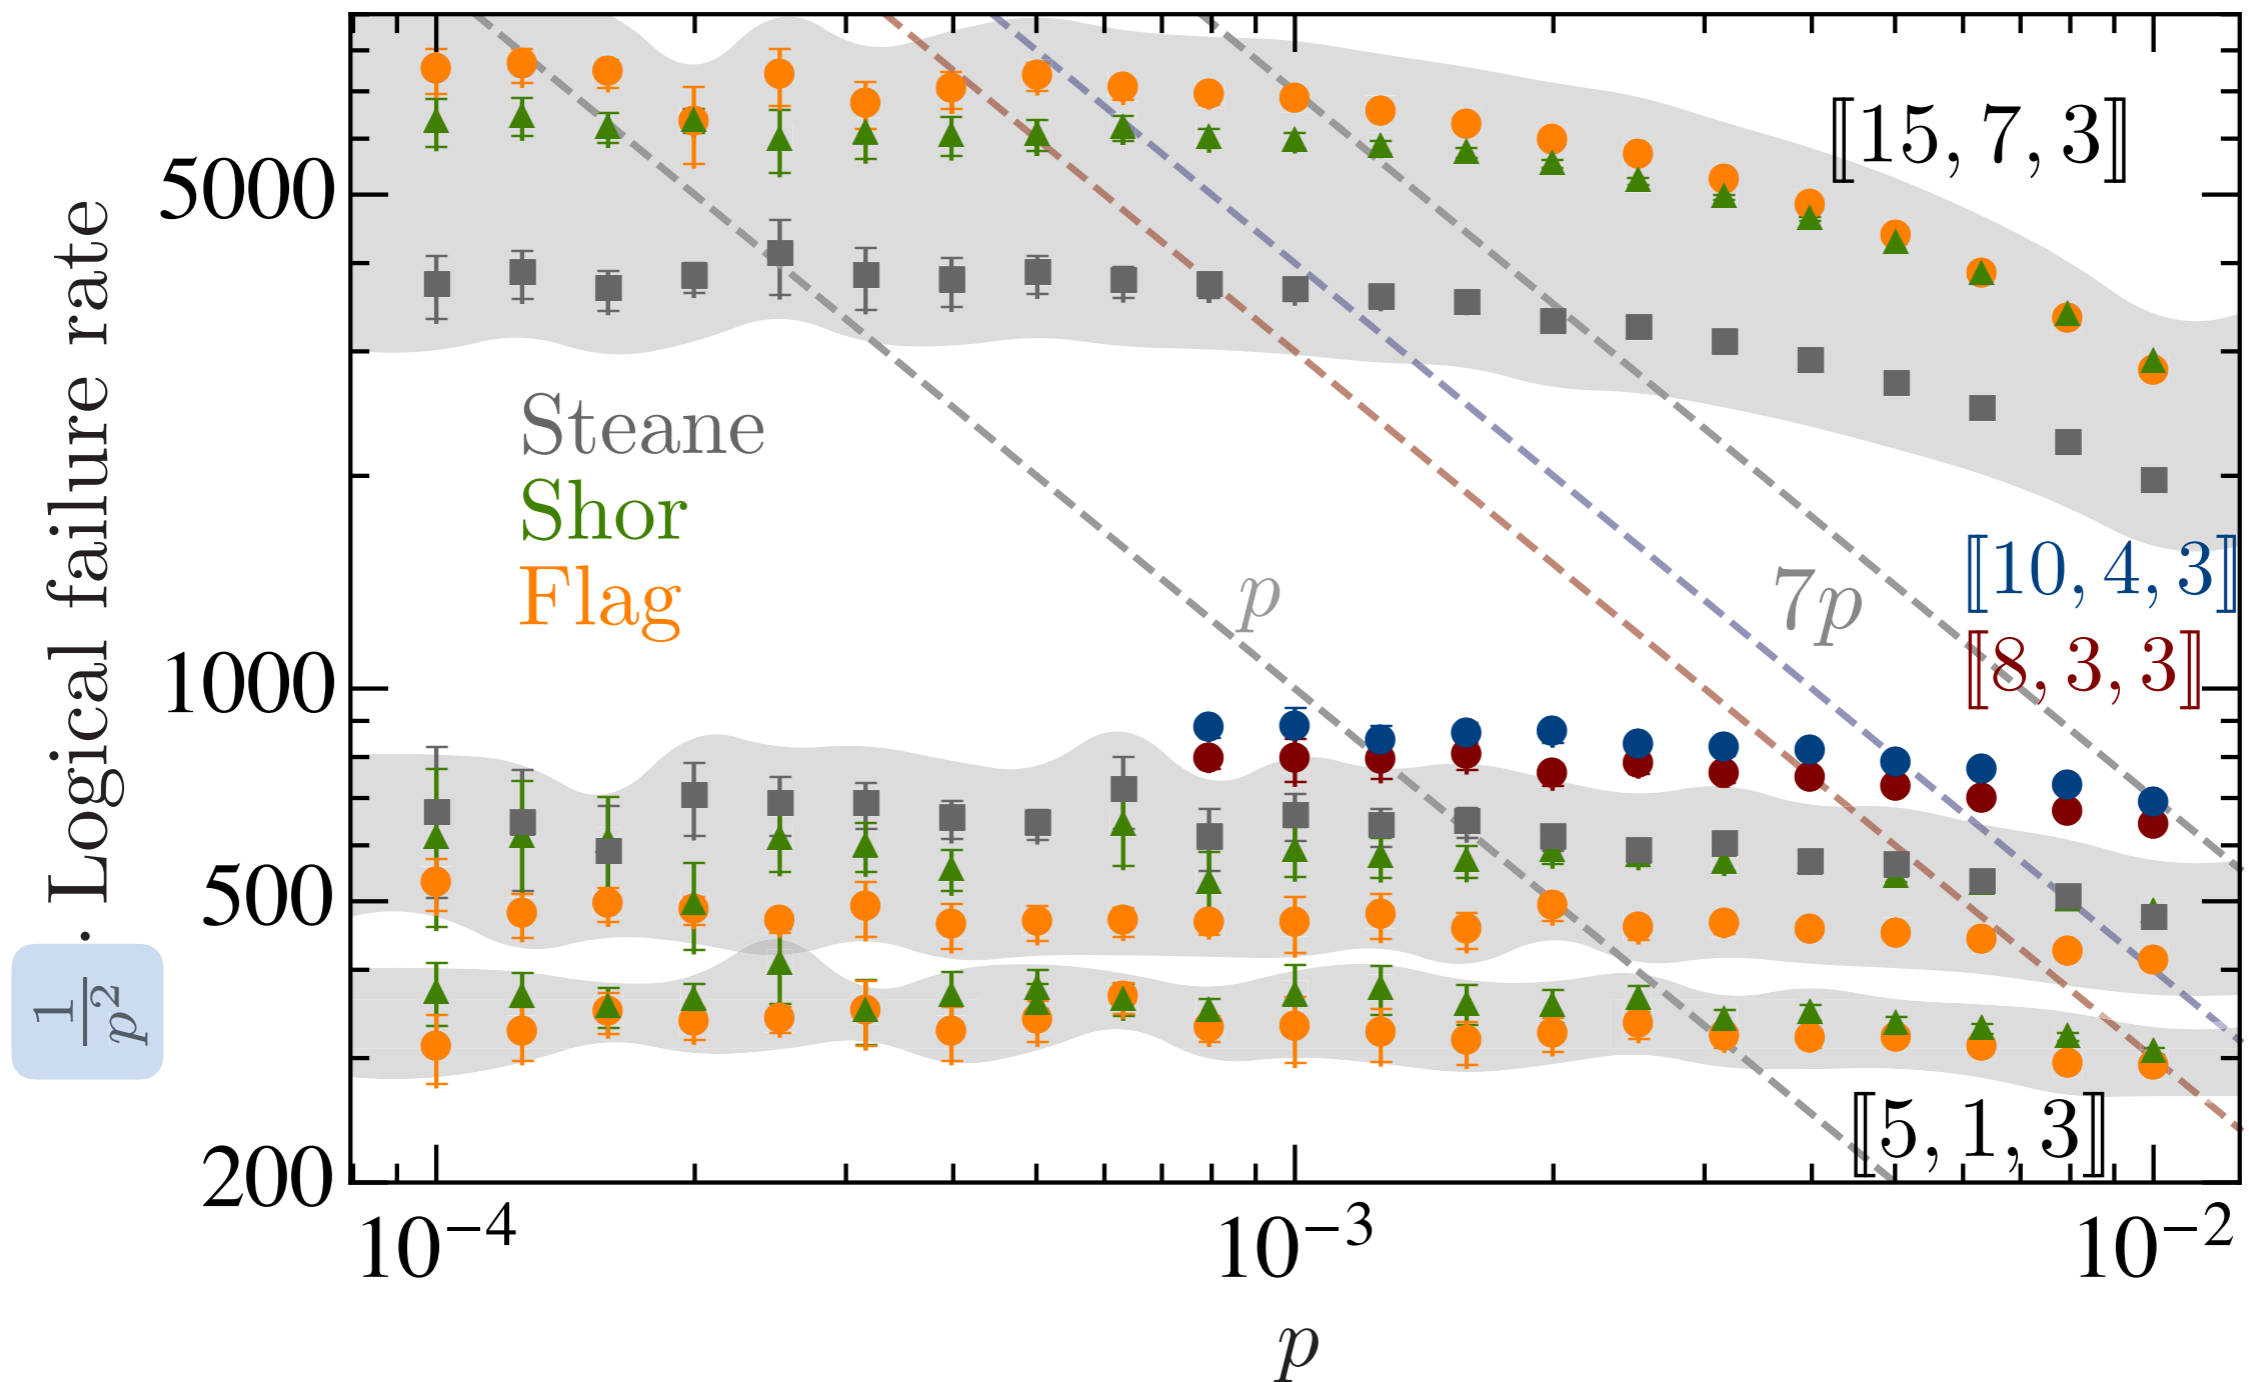 1/p² · Logical failure rate
5000
1000
500
200
⟦15, 7, 3⟧
Steane
Shor
Flag
p
7p
⟦10, 4, 3⟧
⟦8, 3, 3⟧
⟦5, 1, 3⟧
10⁻⁴
10⁻³
10⁻²
p